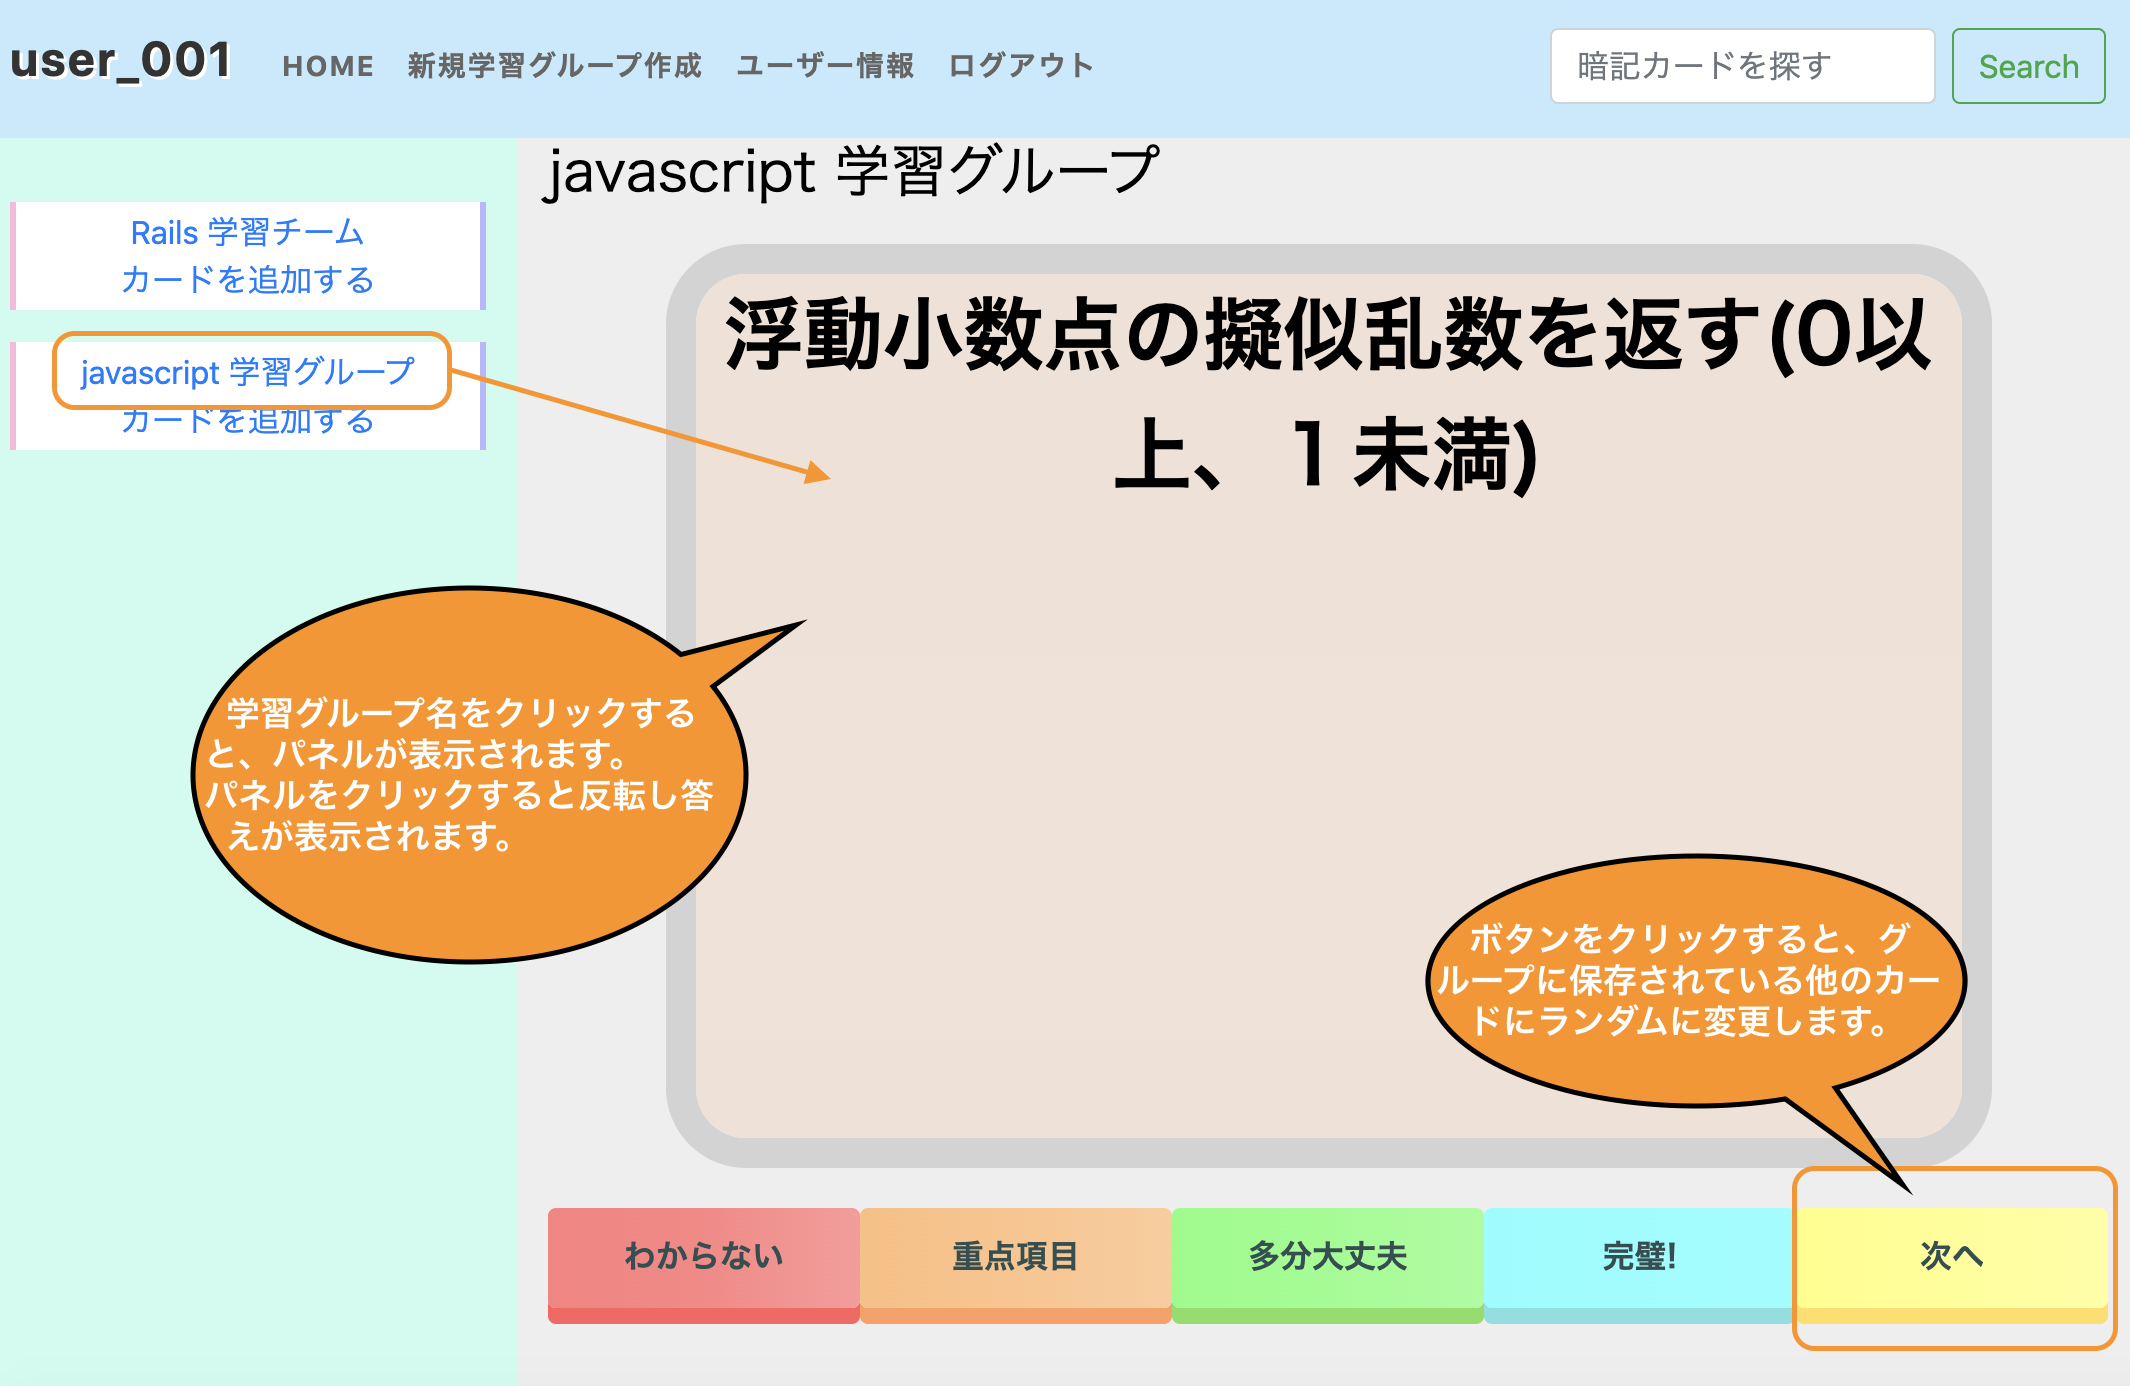 user_001 HOME 新規学習グループ作成 ユーザー情報 ログアウト 暗記カードを探す Search
javascript 学習グループ
Rails 学習チーム
カードを追加する
javascript 学習グループ
カードを追加する
浮動小数点の擬似乱数を返す(0以
上、１未満)
学習グループ名をクリックする
と、パネルが表示されます。
パネルをクリックすると反転し答
えが表示されます。
ボタンをクリックすると、グ
ループに保存されている他のカー
ドにランダムに変更します。
わからない 重点項目 多分大丈夫 完璧! 次へ